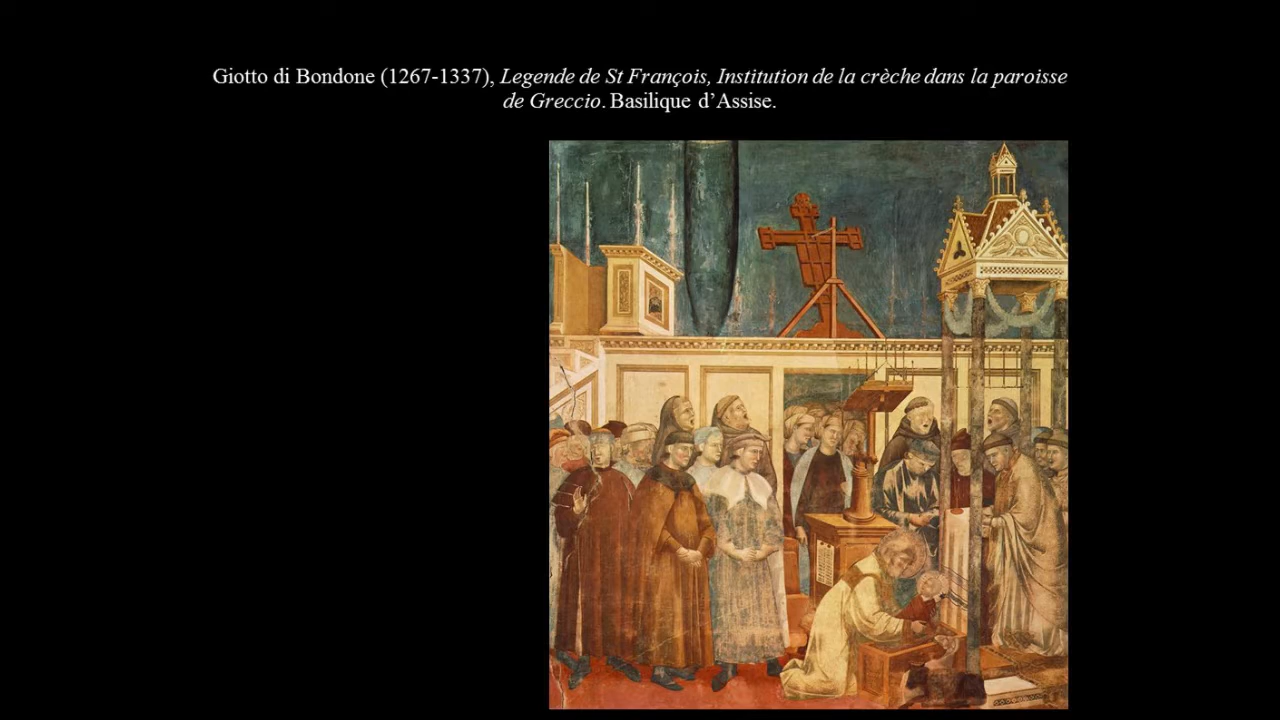 Giotto di Bondone (1267-1337), Legende de St François, Institution de la crèche dans la paroisse
de Greccio. Basilique d’Assise.